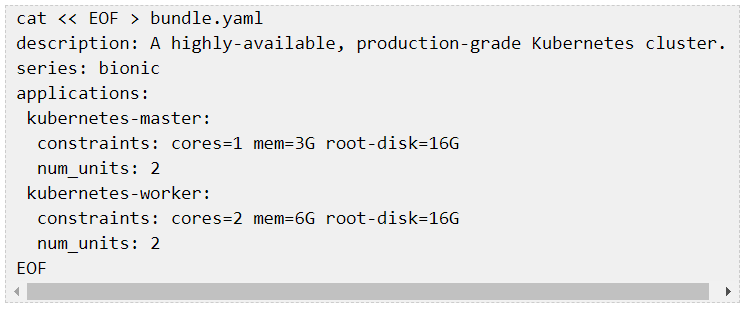 cat << EOF > bundle.yaml
description: A highly-available, production-grade Kubernetes cluster.
series: bionic
applications:
 kubernetes-master:
  constraints: cores=1 mem=3G root-disk=16G
  num_units: 2
 kubernetes-worker:
  constraints: cores=2 mem=6G root-disk=16G
  num_units: 2
EOF